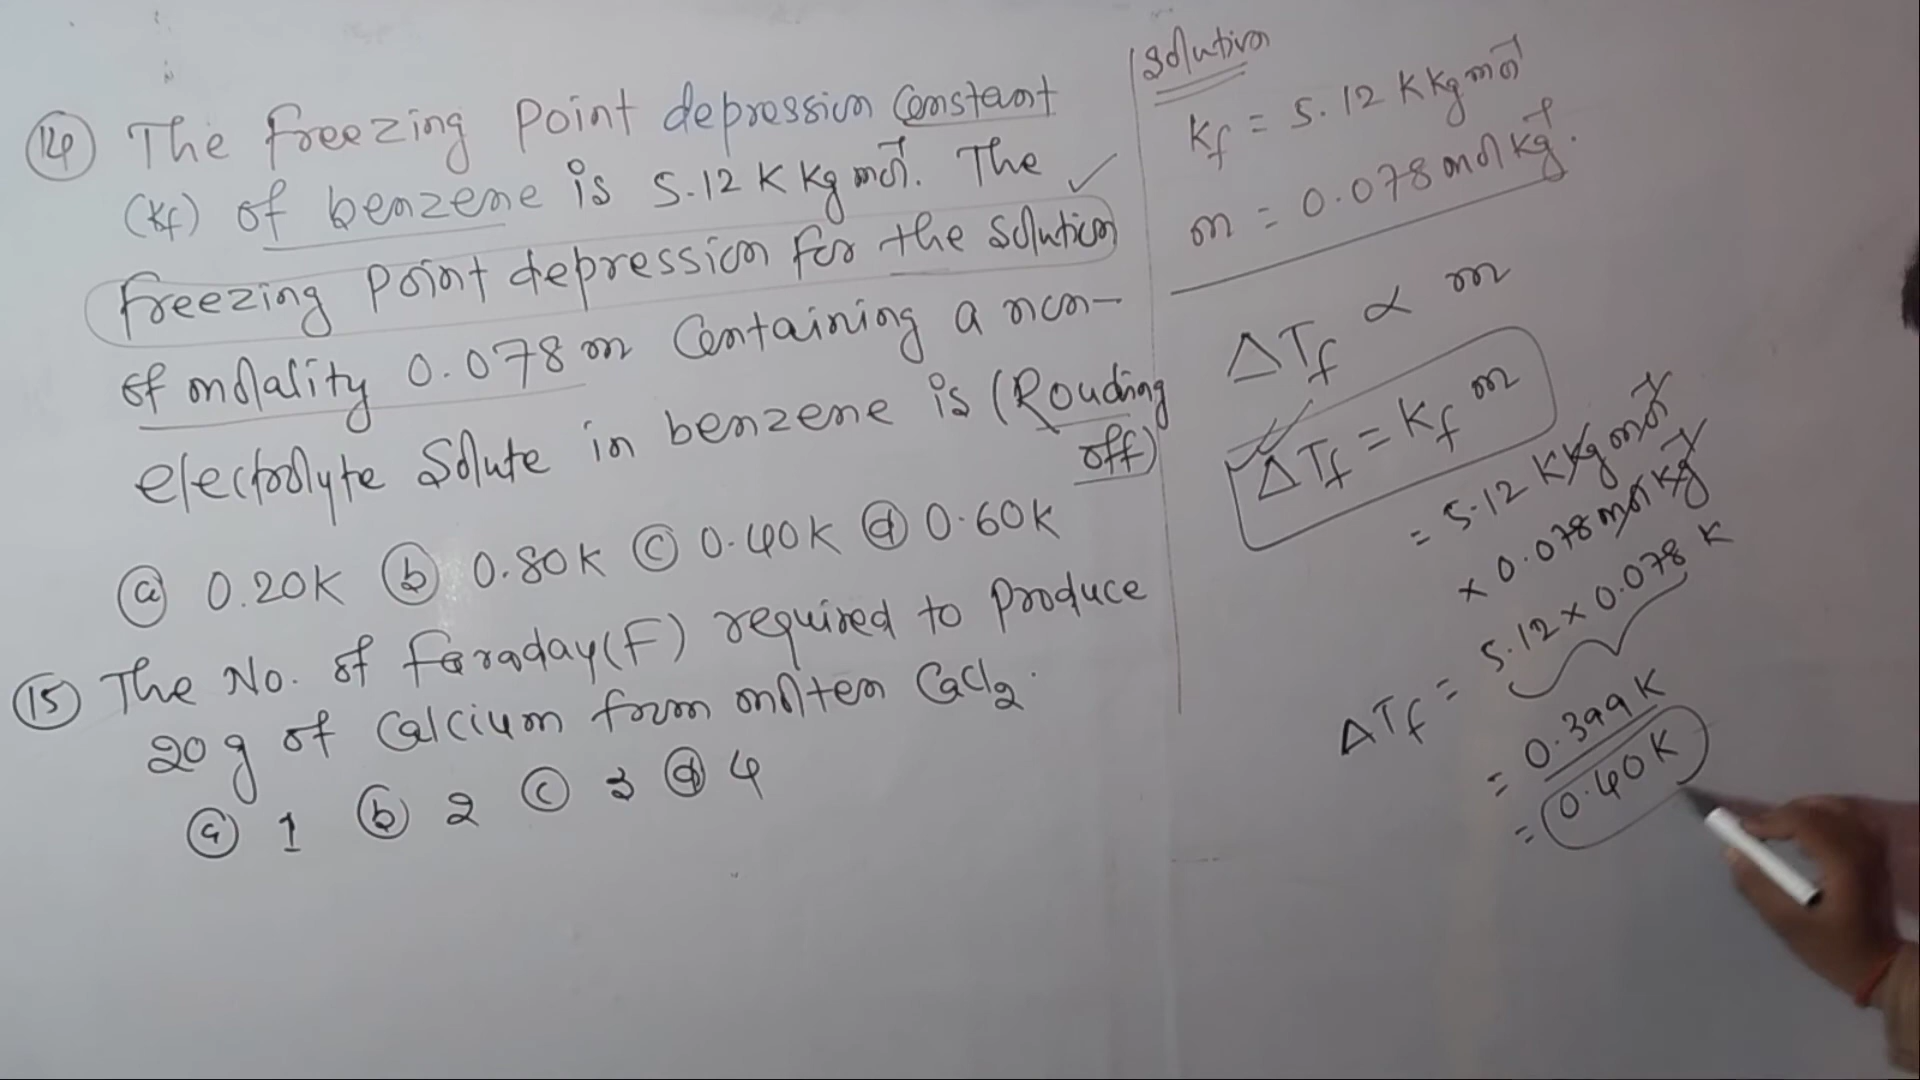 (14) The freezing point depression Constant
(Kf) of benzene is 5.12 K Kg mol⁻¹. The
freezing point depression for the solution
of molality 0.078 m Containing a non-
electrolyte Solute in benzene is (Rouding
off)
(a) 0.20K (b) 0.80K (c) 0.40K (d) 0.60K
(15) The No. of Faraday(F) required to produce
20g of Calcium from molten CaCl₂.
(a) 1 (b) 2 (c) 3 (d) 4
Solution
Kf = 5.12 K Kg mol⁻¹
m = 0.078 mol Kg⁻¹.
ΔTf ∝ m
ΔTf = Kf m
= 5.12 K Kg mol⁻¹
× 0.078 mol Kg⁻¹
ΔTf = 5.12 × 0.078 K
= 0.399 K
= 0.40K